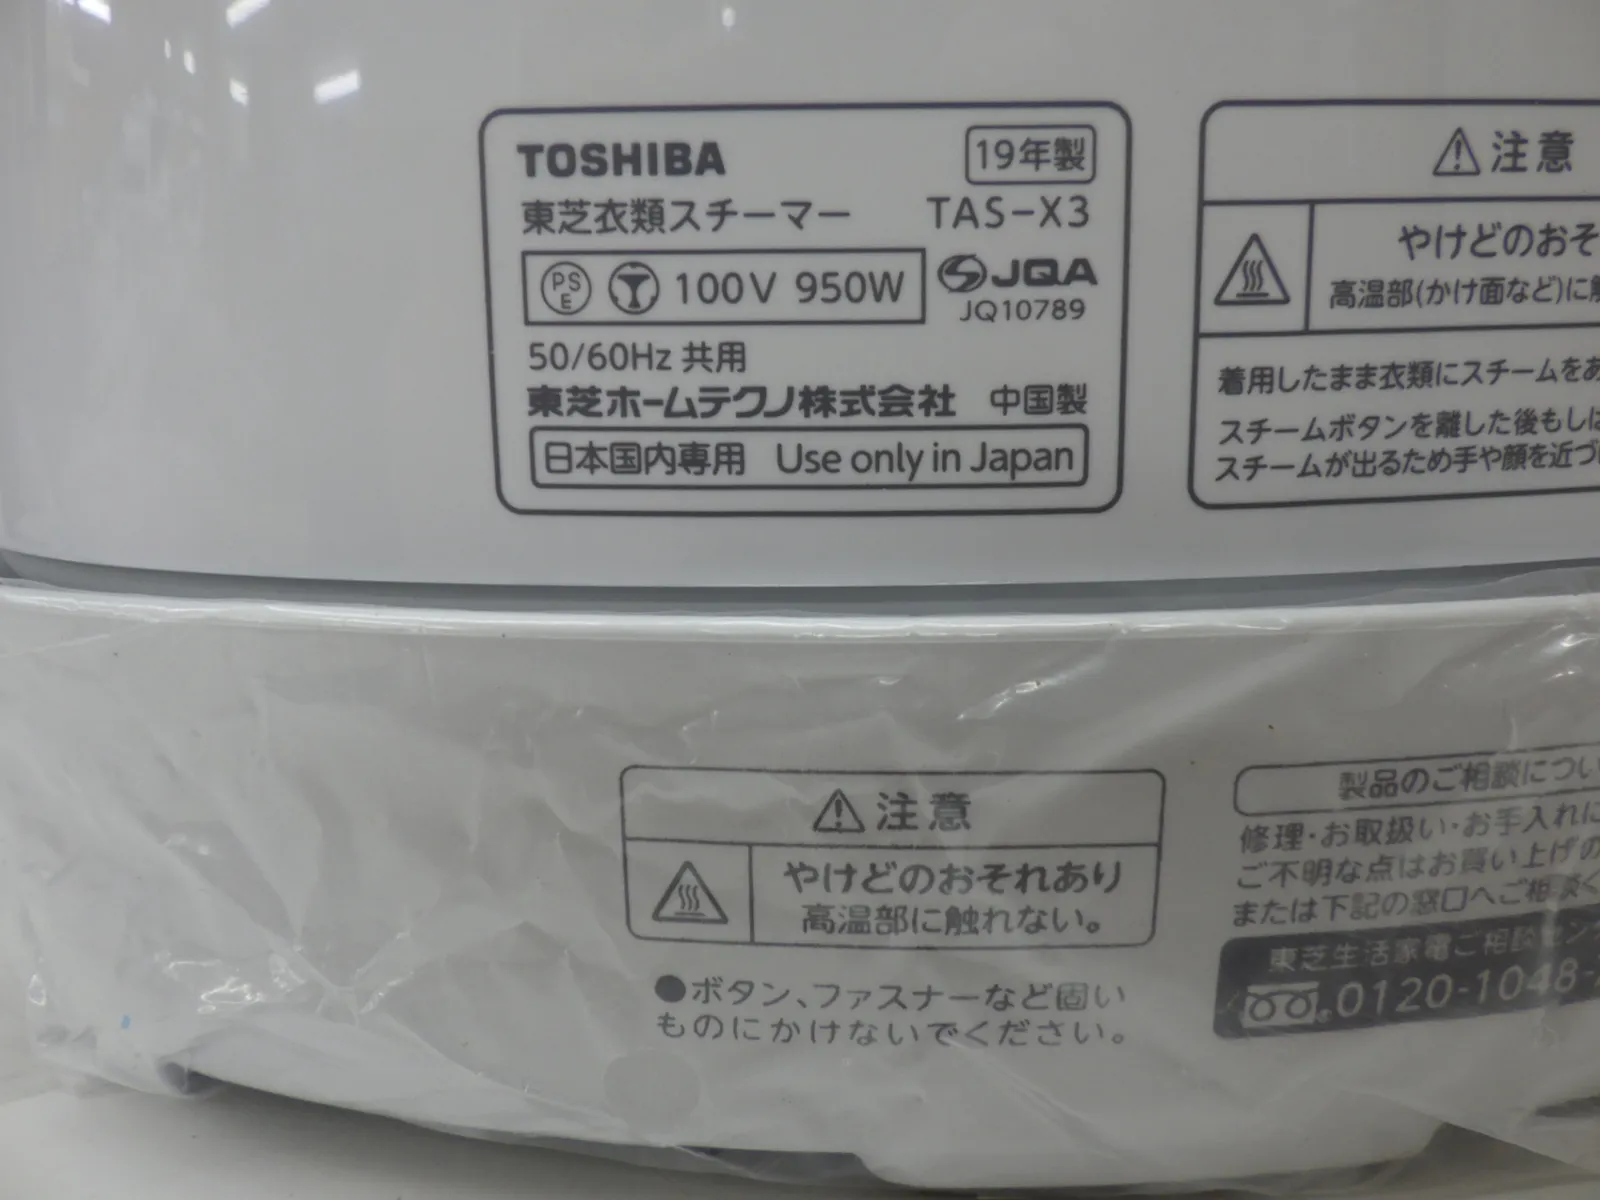 TOSHIBA 19年製
東芝衣類スチーマー TAS-X3
PSE 100V 950W JQA
JQ10789
50/60Hz 共用
東芝ホームテクノ株式会社 中国製
日本国内専用 Use only in Japan
注意
やけどのおそ
高温部(かけ面など)に触
着用したまま衣類にスチームをあ
スチームボタンを離した後もしば
スチームが出るため手や顔を近づ
注意
やけどのおそれあり
高温部に触れない。
●ボタン、ファスナーなど固い
ものにかけないでください。
製品のご相談につい
修理・お取扱い・お手入れに
ご不明な点はお買い上げの
または下記の窓口へご相談く
東芝生活家電ご相談センタ
0120-1048-